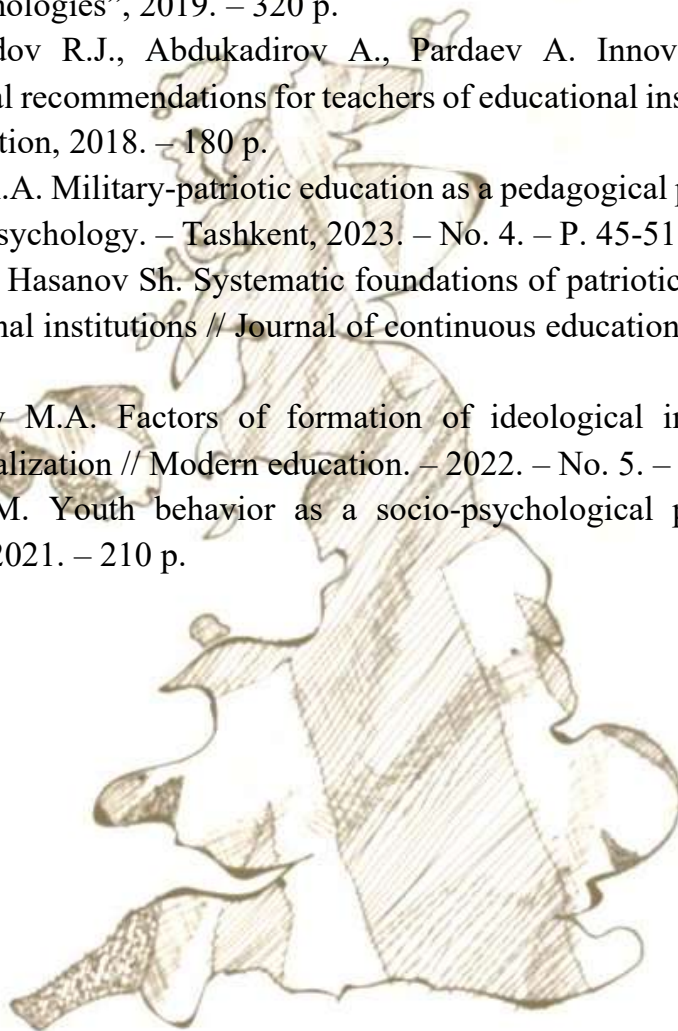 nologies”, 2019. – 320 p.
dov R.J., Abdukadirov A., Pardaev A. Innov
al recommendations for teachers of educational ins
tion, 2018. – 180 p.
.A. Military-patriotic education as a pedagogical p
sychology. – Tashkent, 2023. – No. 4. – P. 45-51
Hasanov Sh. Systematic foundations of patriotic
nal institutions // Journal of continuous education
v M.A. Factors of formation of ideological in
alization // Modern education. – 2022. – No. 5. –
M. Youth behavior as a socio-psychological p
2021. – 210 p.